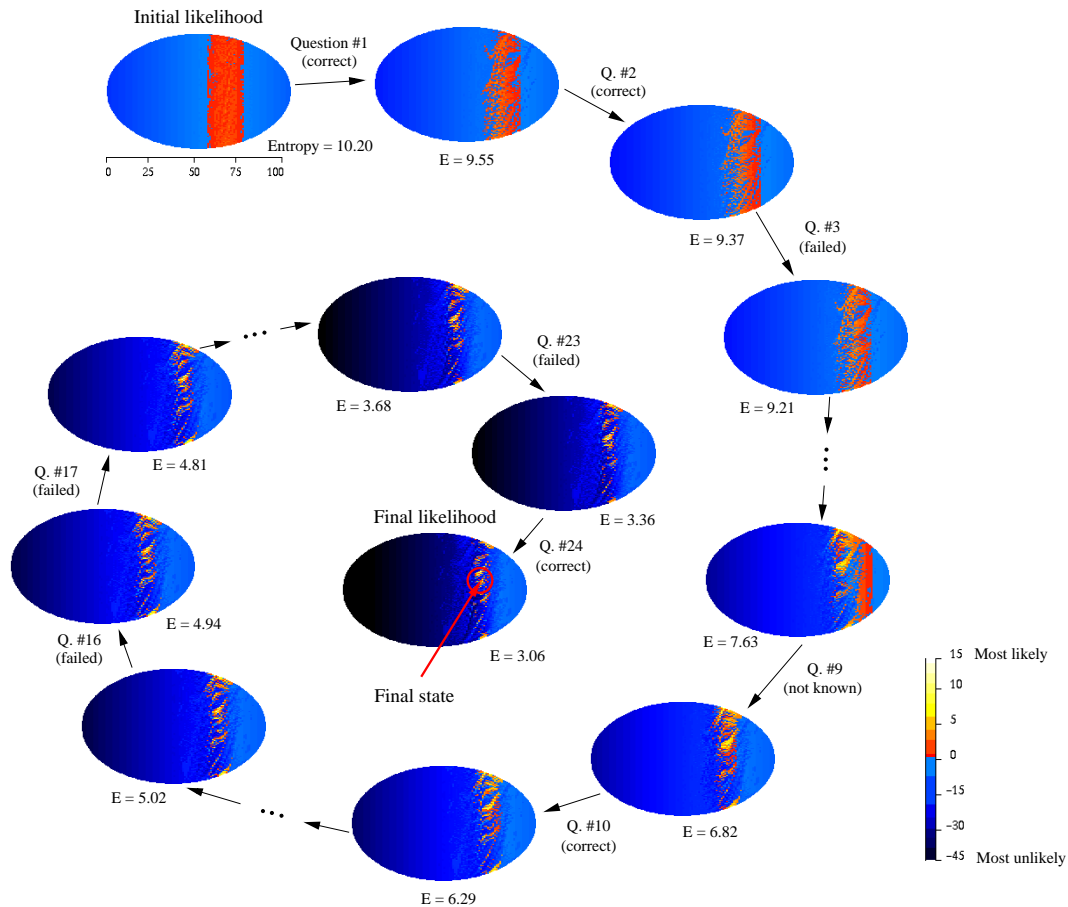 Initial likelihood
Question #1
(correct)
Entropy = 10.20
0 25 50 75 100
E = 9.55
Q. #2
(correct)
E = 9.37
Q. #3
(failed)
E = 9.21
E = 7.63
Q. #9
(not known)
E = 6.82
Q. #10
(correct)
E = 6.29
E = 5.02
Q. #16
(failed)
E = 4.94
Q. #17
(failed)
E = 4.81
E = 3.68
Q. #23
(failed)
E = 3.36
Q. #24
(correct)
Final likelihood
E = 3.06
Final state
15 Most likely
10
5
0
-15
-30
-45 Most unlikely